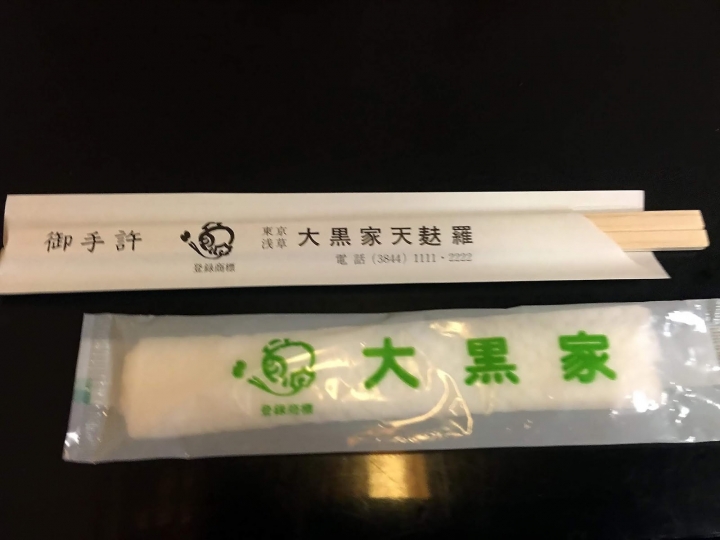 御手許
登録商標
東京
浅草
大黒家天麸羅
電話(3844)1111・2222
大黒家
登録商標